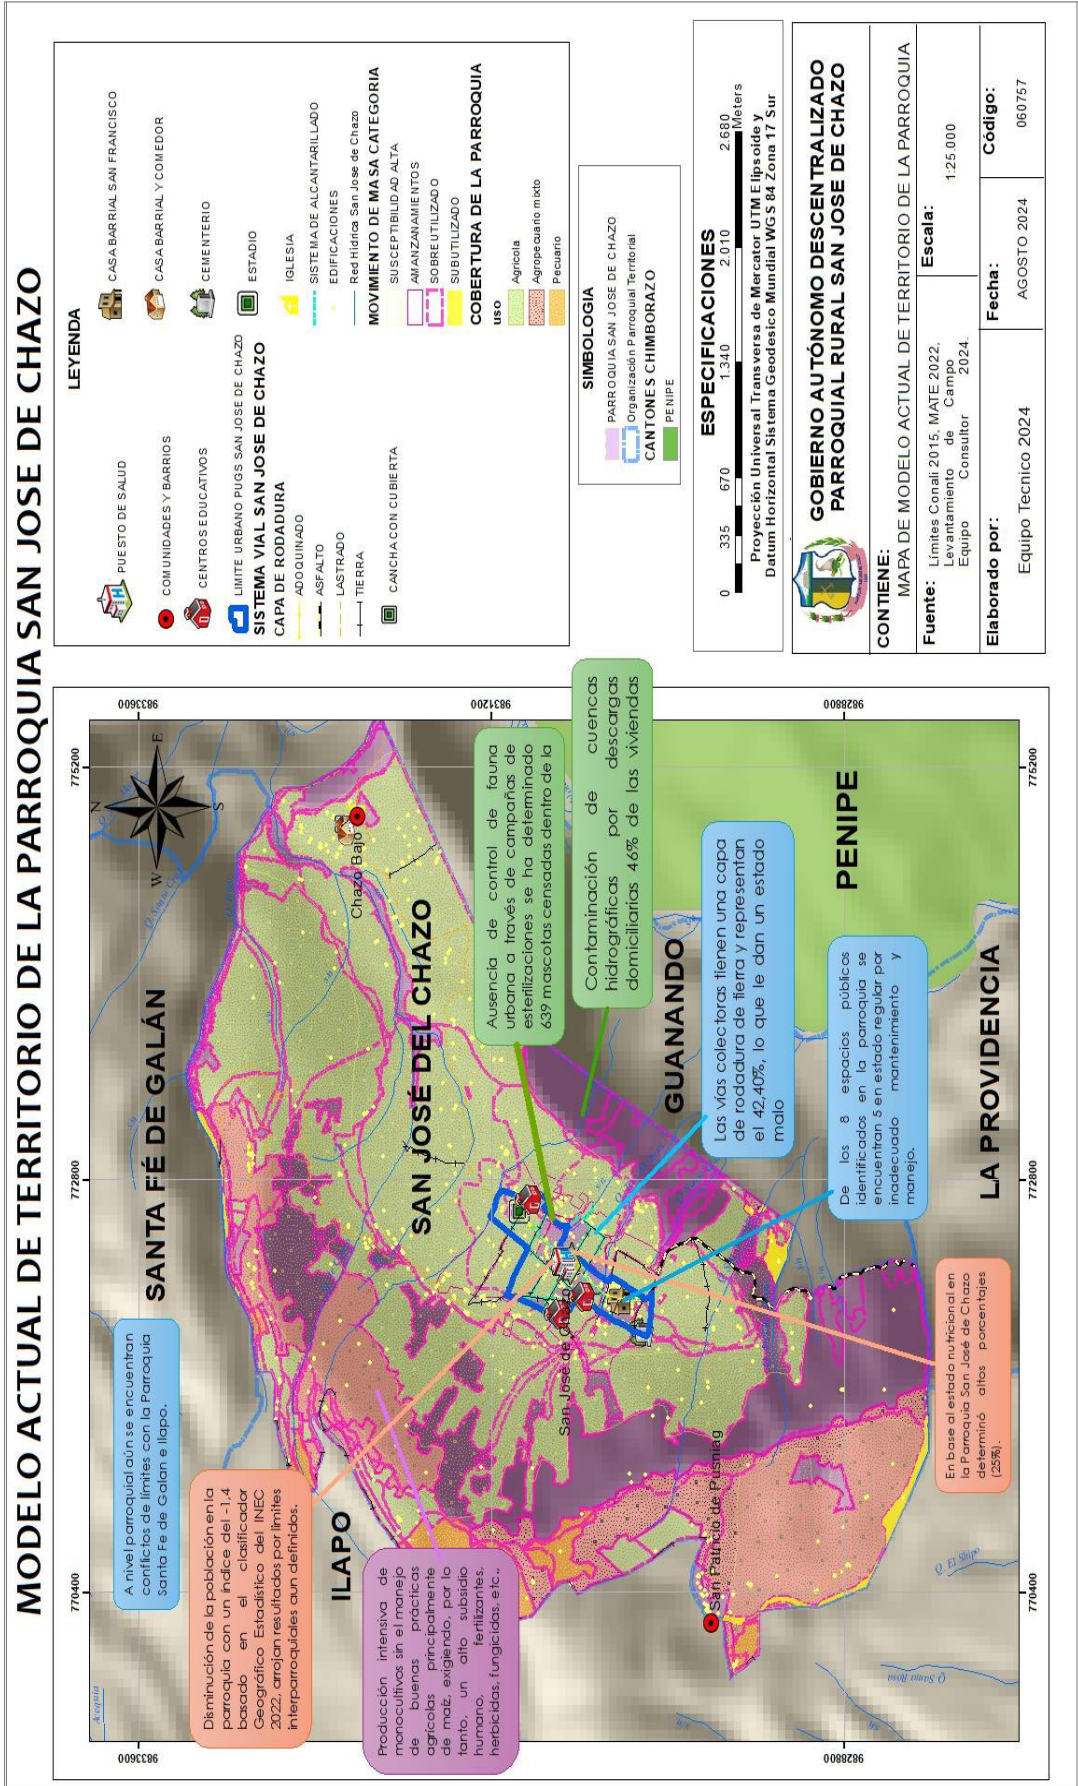 MODELO ACTUAL DE TERRITORIO DE LA PARROQUIA SAN JOSE DE CHAZO
770400
772800
775200
9833600
9833600
9831200
9828800
9828800
770400
772800
775200
N
E
S
W
SANTA FÉ DE GALÁN
ILAPO
SAN JOSÉ DEL CHAZO
GUANANDO
PENIPE
LA PROVIDENCIA
Chazo Bajo
San José de Chazo
San Patricio de Pusniag
Acequia
Q El Shipo
Q Santa Rosa
A nivel parroquial aún se encuentran
conflictos de límites con la Parroquia
Santa Fe de Galan e Ilapo.
Disminución de la población en la
parroquia con un índice del -1.4
basado en el clasificador
Geográfico Estadístico del INEC
2022, arrojan resultados por límites
interparroquiales aun definidos.
Producción intensiva de
monocultivos sin el manejo
de buenas prácticas
agrícolas principalmente
de maíz, exigiendo, por lo
tanto, un alto subsidio
humano, fertilizantes,
herbicidas, fungicidas, etc.,
Ausencia de control de fauna
urbana a través de campañas de
esterilizaciones se ha determinado
639 mascotas censadas dentro de la
Contaminación de cuencas
hidrográficas por descargas
domiciliarias 46% de las viviendas
Las vías colectoras tienen una capa
de rodadura de tierra y representan
el 42,40%, lo que le dan un estado
malo
De los 8 espacios públicos
identificados en la parroquia se
encuentran 5 en estado regular por
inadecuado mantenimiento y
manejo.
En base al estado nutricional en
la Parroquia San José de Chazo
determinó altos porcentajes
(25%).
LEYENDA
PUESTO DE SALUD
COMUNIDADES Y BARRIOS
CENTROS EDUCATIVOS
LIMITE URBANO PUGS SAN JOSE DE CHAZO
SISTEMA VIAL SAN JOSE DE CHAZO
CAPA DE RODADURA
ADOQUINADO
ASFALTO
LASTRADO
TIERRA
CANCHA CON CUBIERTA
CASA BARRIAL SAN FRANCISCO
CASA BARRIAL Y COMEDOR
CEMENTERIO
ESTADIO
IGLESIA
SISTEMA DE ALCANTARILLADO
EDIFICACIONES
Red Hídrica San Jose de Chazo
MOVIMIENTO DE MASA CATEGORIA
SUSCEPTIBILIDAD ALTA
AMANZANAMIENTOS
SOBREUTILIZADO
SUBUTILIZADO
COBERTURA DE LA PARROQUIA
uso
Agricola
Agropecuario mixto
Pecuario
SIMBOLOGIA
PARROQUIA SAN JOSE DE CHAZO
Organización Parroquial Territorial
CANTONES CHIMBORAZO
PENIPE
ESPECIFICACIONES
0 335 670 1.340 2.010 2.680
Meters
Proyección Universal Transversa de Mercator UTM Elipsoide y
Datum Horizontal Sistema Geodesico Mundial WGS 84 Zona 17 Sur
GOBIERNO AUTÓNOMO DESCENTRALIZADO
PARROQUIAL RURAL SAN JOSE DE CHAZO
CONTIENE:
MAPA DE MODELO ACTUAL DE TERRITORIO DE LA PARROQUIA
Fuente: Límites Conali 2015, MATE 2022,
Levantamiento de Campo
Equipo Consultor 2024.
Escala:
1:25.000
Elaborado por:
Equipo Tecnico 2024
Fecha:
AGOSTO 2024
Código:
060757